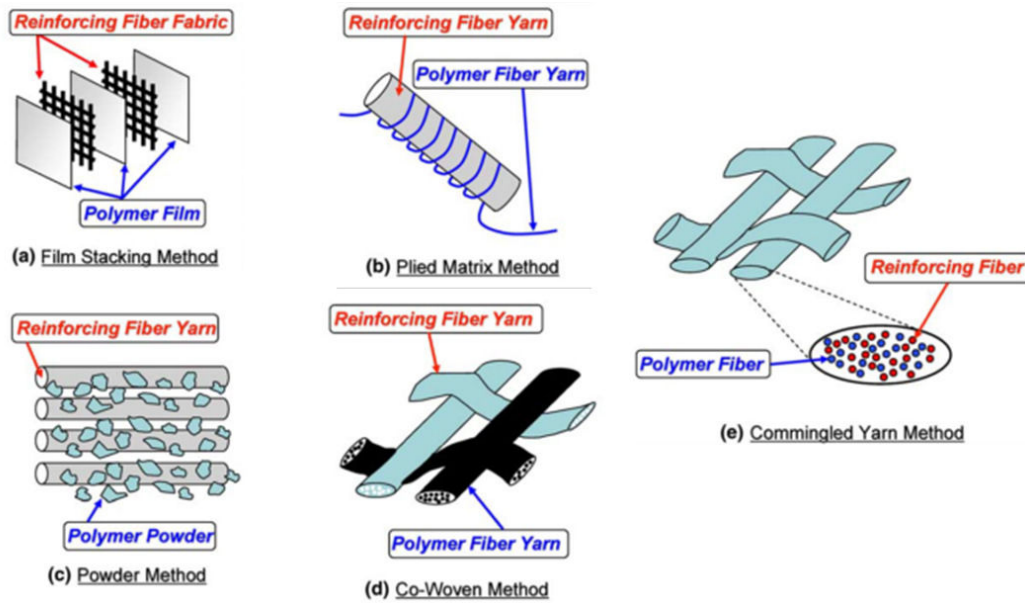 Reinforcing Fiber Fabric
Polymer Film
(a) Film Stacking Method
Reinforcing Fiber Yarn
Polymer Fiber Yarn
(b) Plied Matrix Method
Reinforcing Fiber Yarn
Polymer Powder
(c) Powder Method
Reinforcing Fiber Yarn
Polymer Fiber Yarn
(d) Co-Woven Method
Reinforcing Fiber
Polymer Fiber
(e) Commingled Yarn Method